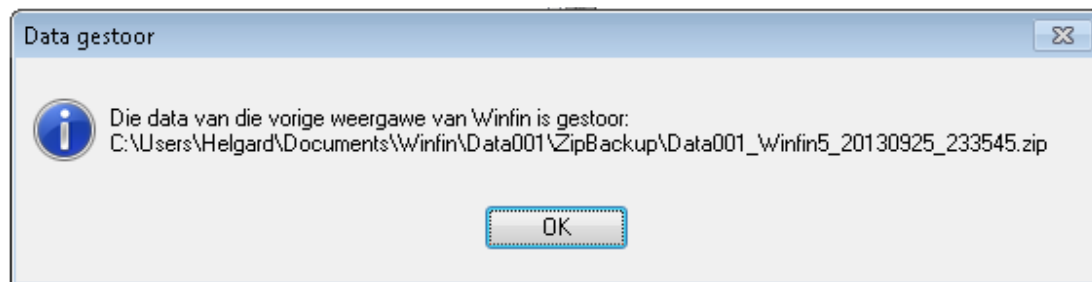 Data gestoor
Die data van die vorige weergawe van Winfin is gestoor:
C:\Users\Helgard\Documents\Winfin\Data001\ZipBackup\Data001_Winfin5_20130925_233545.zip
OK